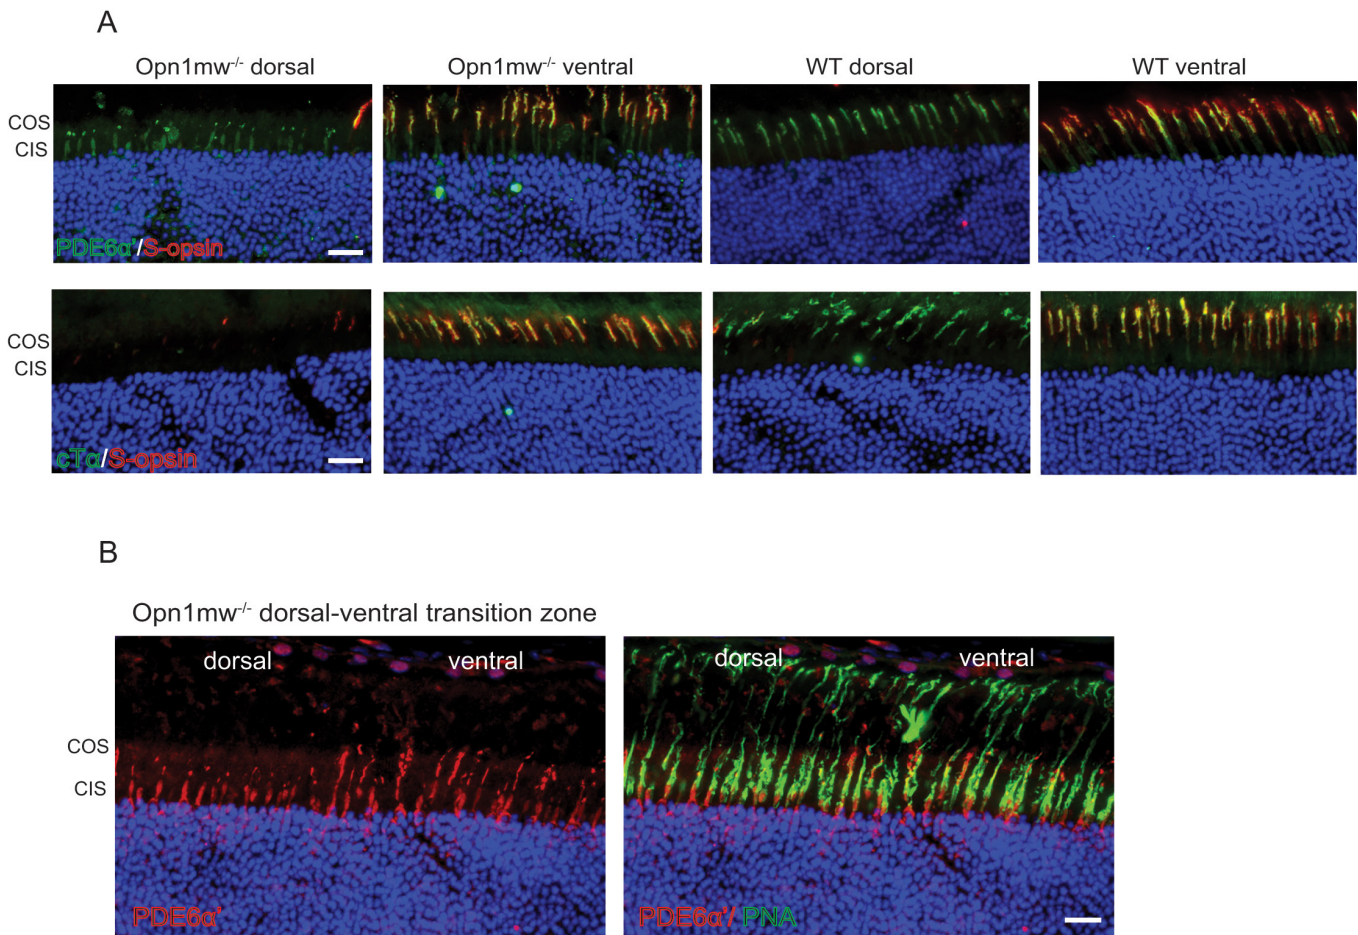 A
Opn1mw-/- dorsal
Opn1mw-/- ventral
WT dorsal
WT ventral
COS
CIS
PDE6α'/S-opsin
COS
CIS
cTα/S-opsin
B
Opn1mw-/- dorsal-ventral transition zone
dorsal
ventral
dorsal
ventral
COS
CIS
PDE6α'
PDE6α'/ PNA